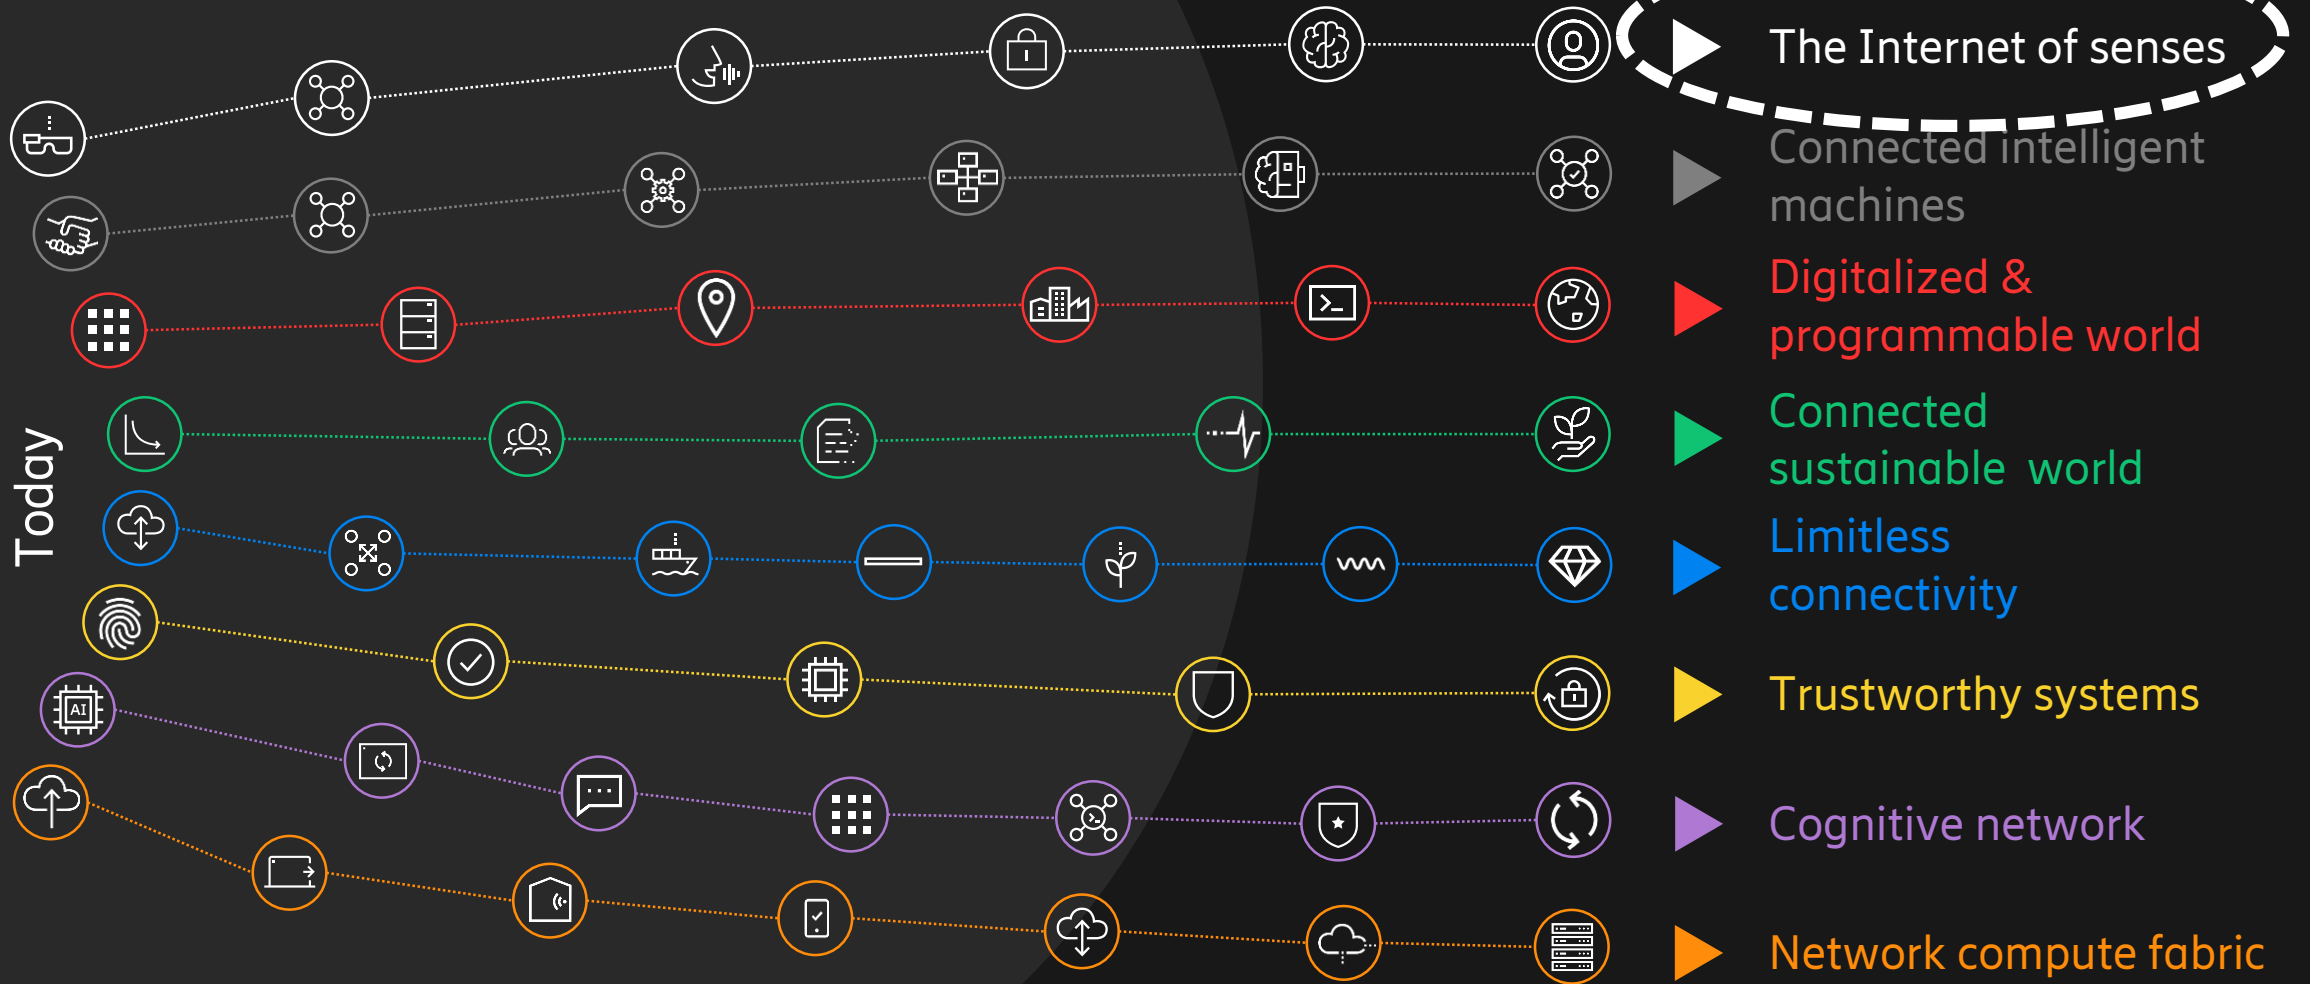 The Internet of senses
Connected intelligent
machines
Digitalized &
programmable world
Connected
sustainable world
Today
Limitless
connectivity
Trustworthy systems
AI
Cognitive network
Network compute fabric